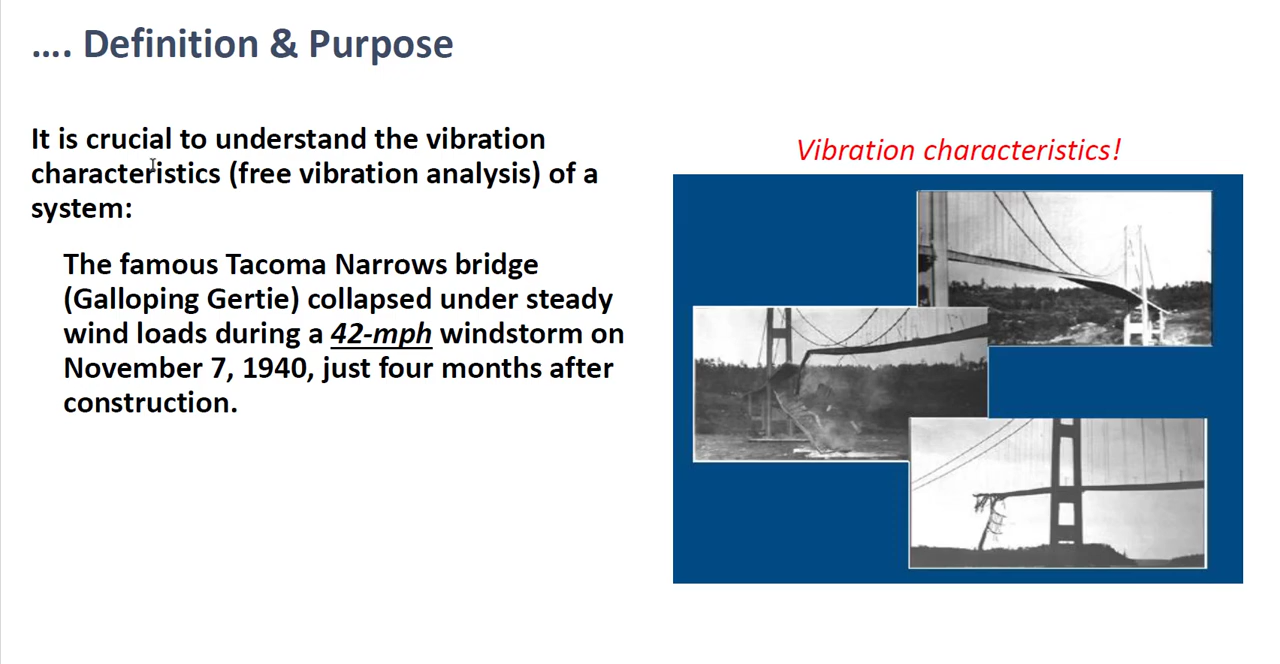 .... Definition & Purpose
It is crucial to understand the vibration
characteristics (free vibration analysis) of a
system:
The famous Tacoma Narrows bridge
(Galloping Gertie) collapsed under steady
wind loads during a 42-mph windstorm on
November 7, 1940, just four months after
construction.
Vibration characteristics!